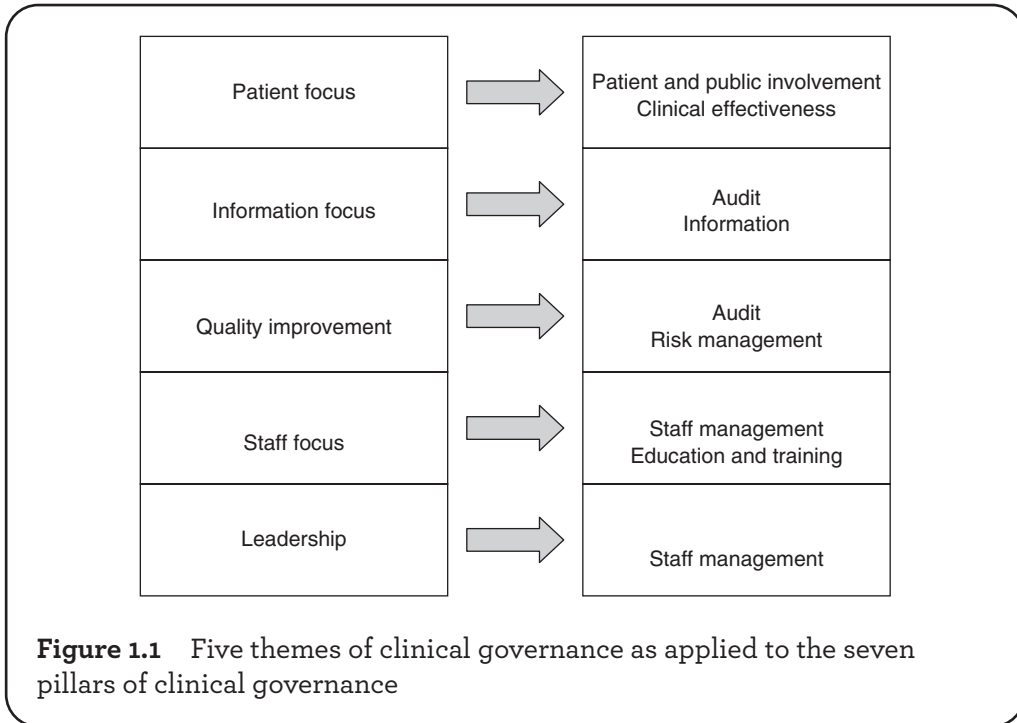 Patient focus
Patient and public involvement
Clinical effectiveness
Information focus
Audit
Information
Quality improvement
Audit
Risk management
Staff focus
Staff management
Education and training
Leadership
Staff management
Figure 1.1 Five themes of clinical governance as applied to the seven
pillars of clinical governance